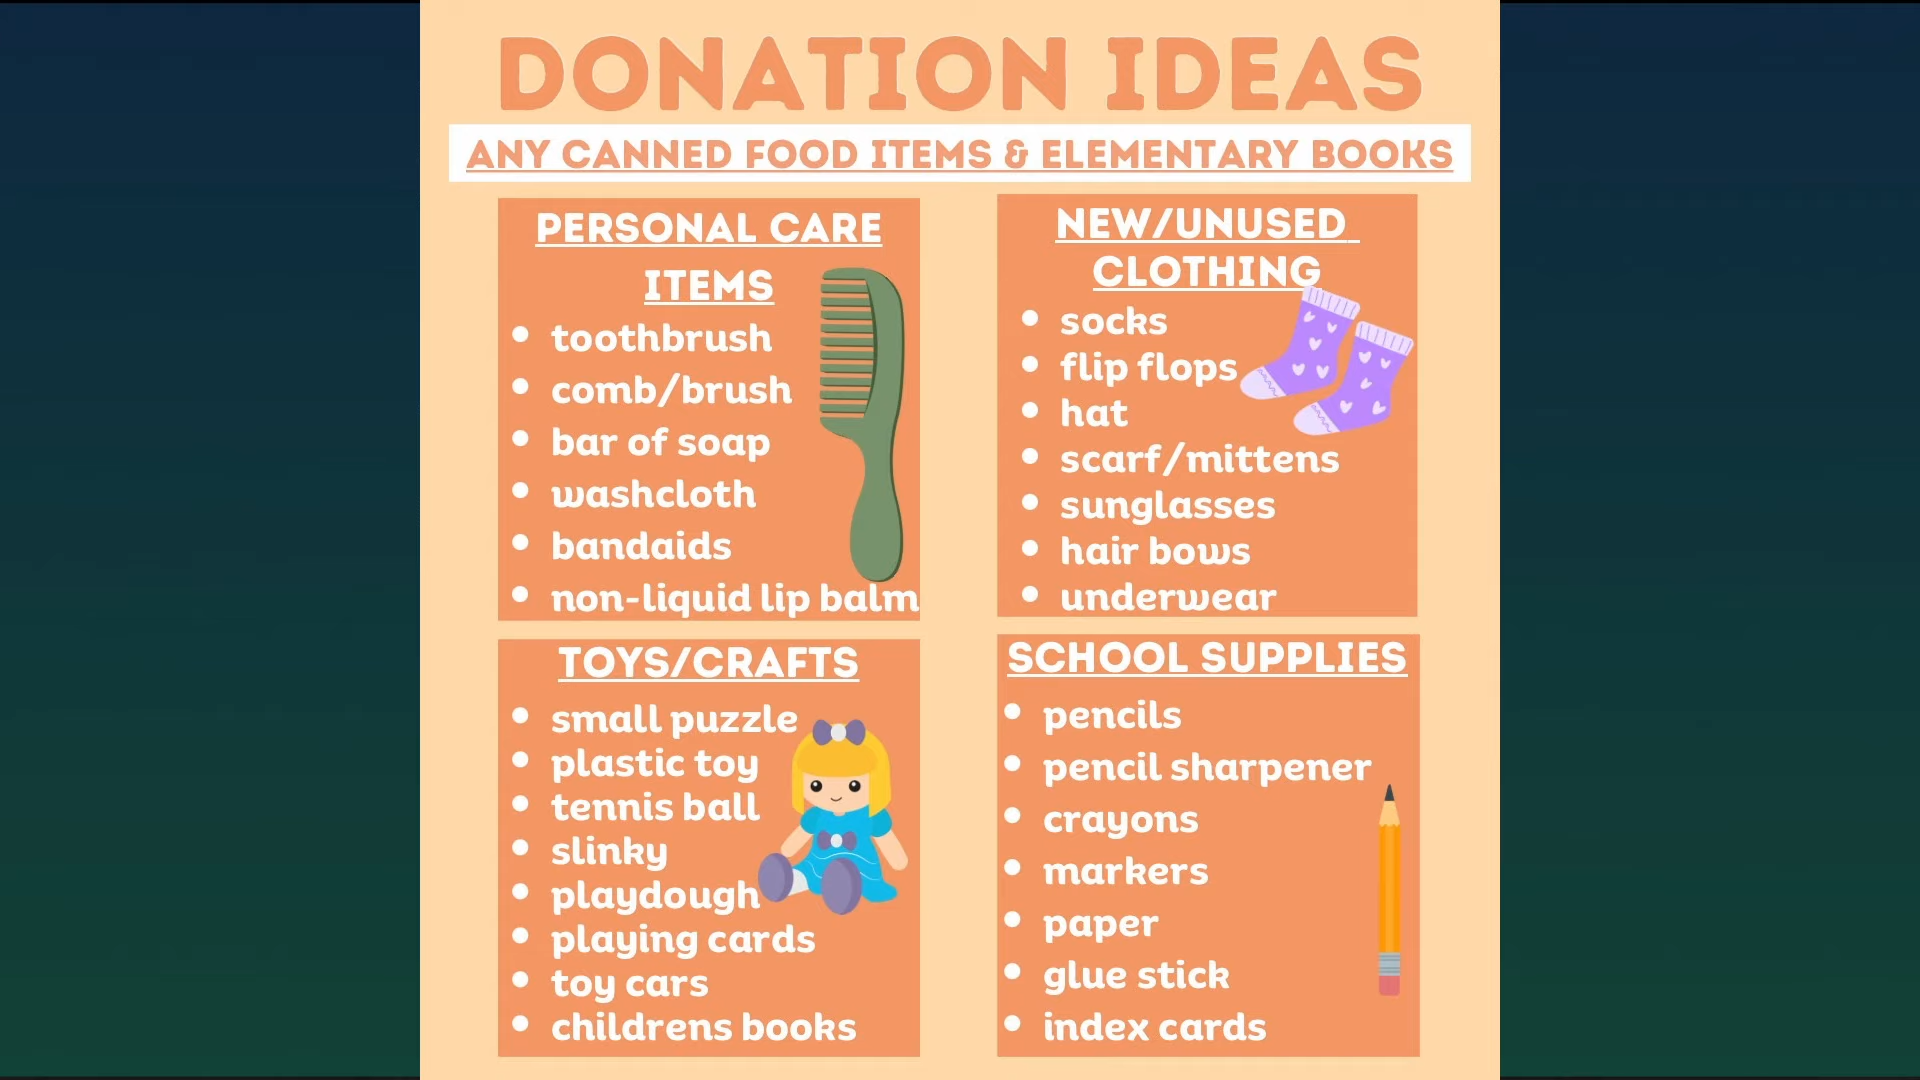 DONATION IDEAS
ANY CANNED FOOD ITEMS & ELEMENTARY BOOKS
PERSONAL CARE
ITEMS
• toothbrush
• comb/brush
• bar of soap
• washcloth
• bandaids
• non-liquid lip balm
NEW/UNUSED
CLOTHING
• socks
• flip flops
• hat
• scarf/mittens
• sunglasses
• hair bows
• underwear
TOYS/CRAFTS
• small puzzle
• plastic toy
• tennis ball
• slinky
• playdough
• playing cards
• toy cars
• childrens books
SCHOOL SUPPLIES
• pencils
• pencil sharpener
• crayons
• markers
• paper
• glue stick
• index cards